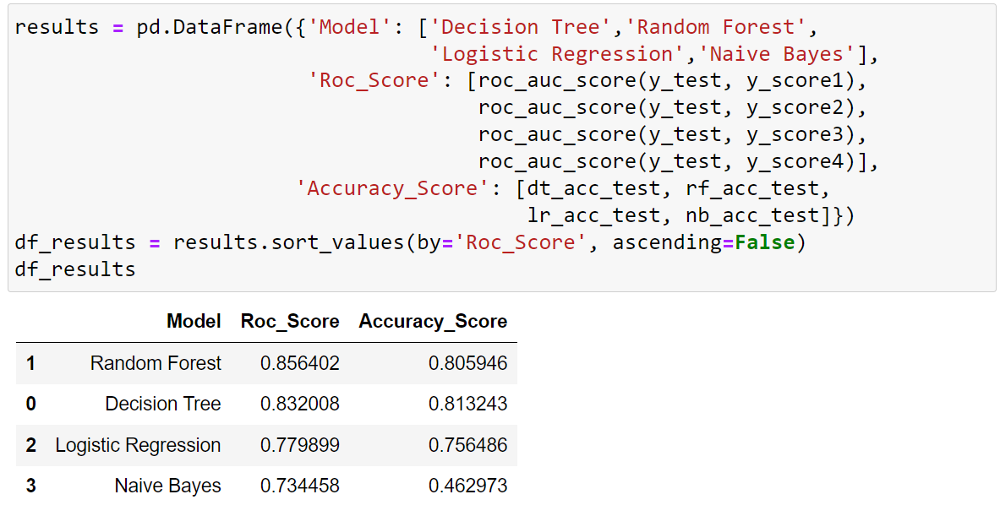 results = pd.DataFrame({'Model': ['Decision Tree','Random Forest',
'Logistic Regression','Naive Bayes'],
'Roc_Score': [roc_auc_score(y_test, y_score1),
roc_auc_score(y_test, y_score2),
roc_auc_score(y_test, y_score3),
roc_auc_score(y_test, y_score4)],
'Accuracy_Score': [dt_acc_test, rf_acc_test,
lr_acc_test, nb_acc_test]})
df_results = results.sort_values(by='Roc_Score', ascending=False)
df_results
Model Roc_Score Accuracy_Score
1 Random Forest 0.856402 0.805946
0 Decision Tree 0.832008 0.813243
2 Logistic Regression 0.779899 0.756486
3 Naive Bayes 0.734458 0.462973